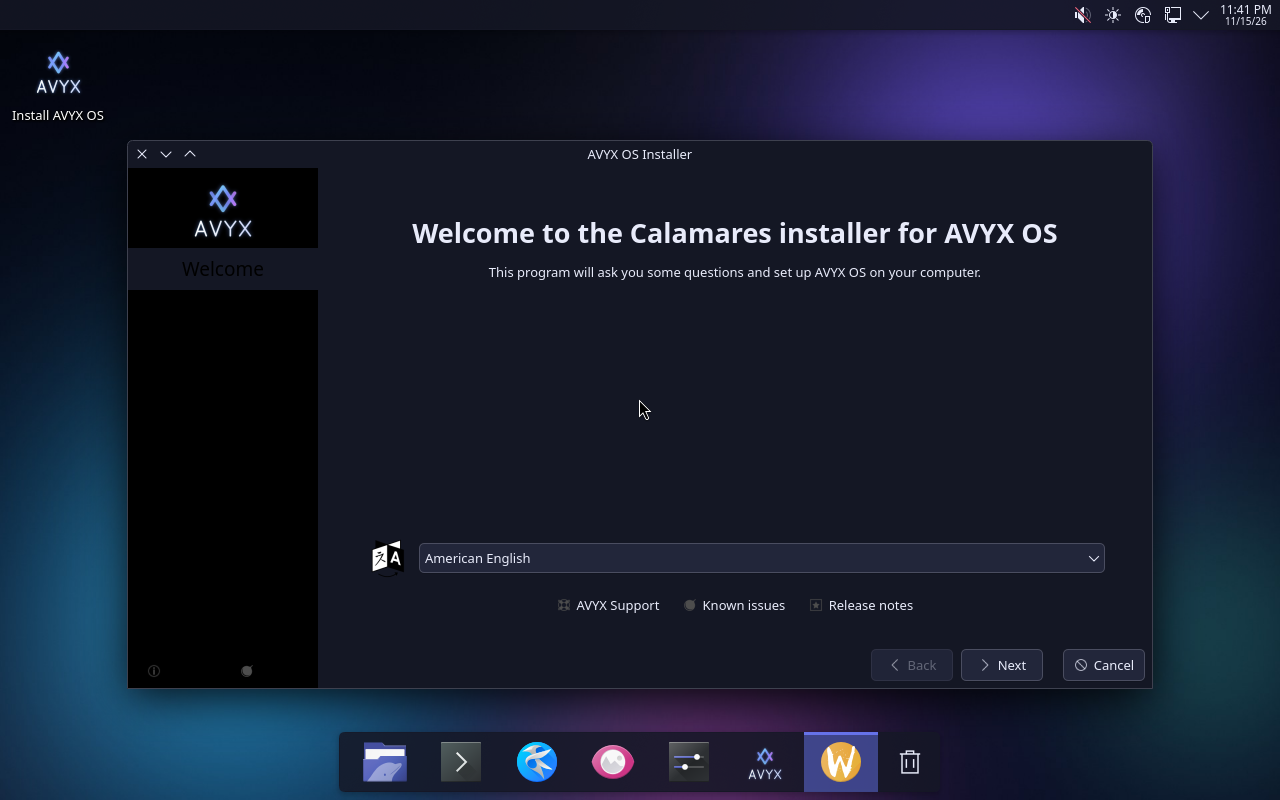 11:41 PM
11/15/26
AVYX
Install AVYX OS
AVYX OS Installer
AVYX
Welcome to the Calamares installer for AVYX OS
Welcome
This program will ask you some questions and set up AVYX OS on your computer.
American English
AVYX Support Known issues Release notes
Back Next Cancel
AVYX